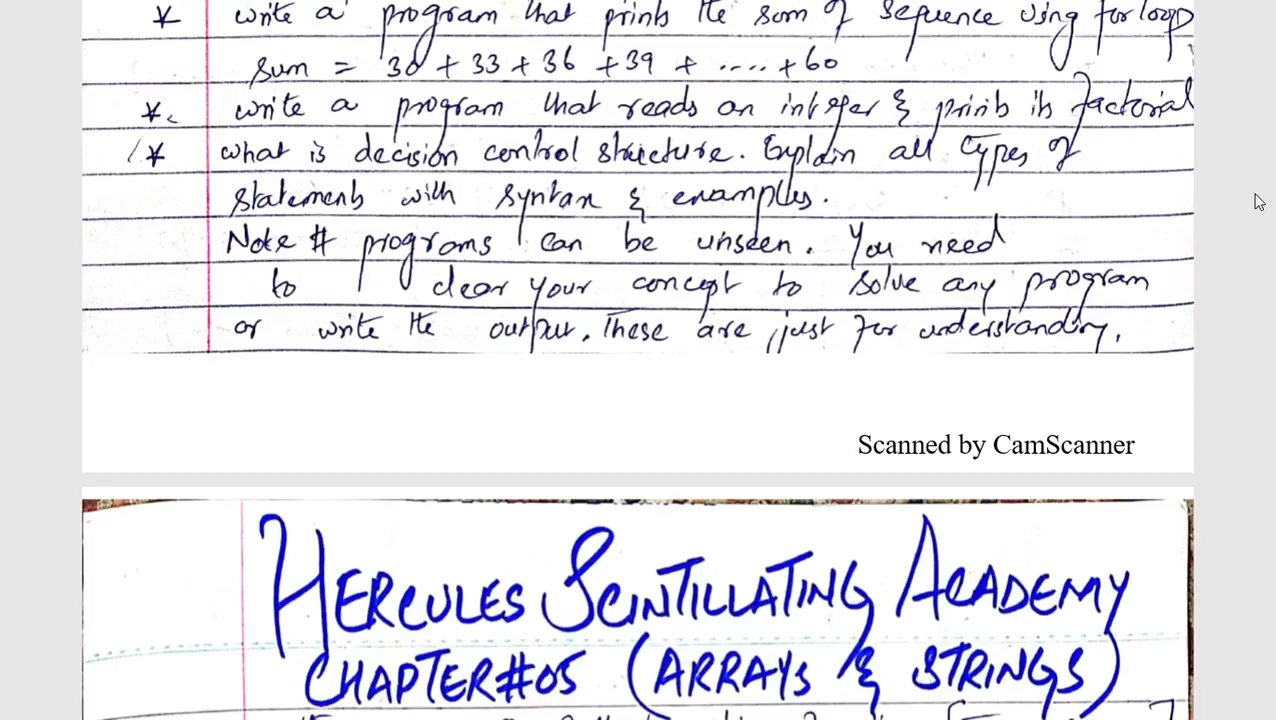 * write a program that prints the sum of sequence using for loop
sum = 30 + 33 + 36 + 39 + ..... + 60
* write a program that reads an integer & prints its factorial
* what is decision control structure. Explain all types of
statements with syntax & examples.
Note # programs can be unseen. You need
to clear your concept to solve any program
or write the output. These are just for understanding.
Scanned by CamScanner
HERCULES SCINTILLATING ACADEMY
CHAPTER#05 (ARRAYS & STRINGS)